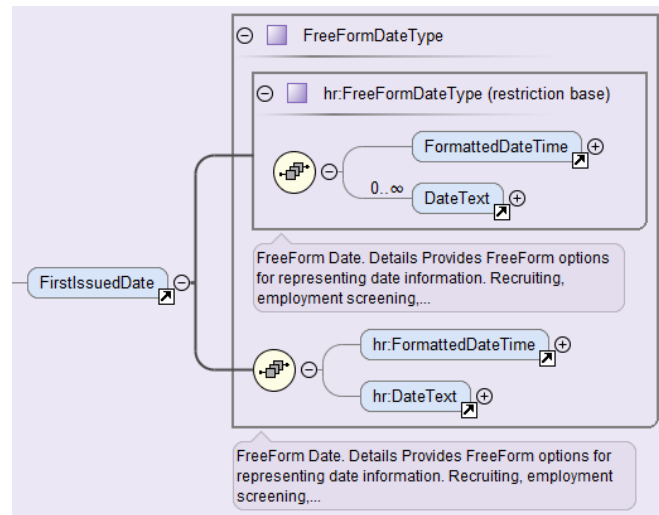 FreeFormDateType
hr:FreeFormDateType (restriction base)
FormattedDateTime
0..∞
DateText
FreeForm Date. Details Provides FreeForm options
for representing date information. Recruiting,
employment screening,...
FirstIssuedDate
hr:FormattedDateTime
hr:DateText
FreeForm Date. Details Provides FreeForm options for
representing date information. Recruiting, employment
screening,...